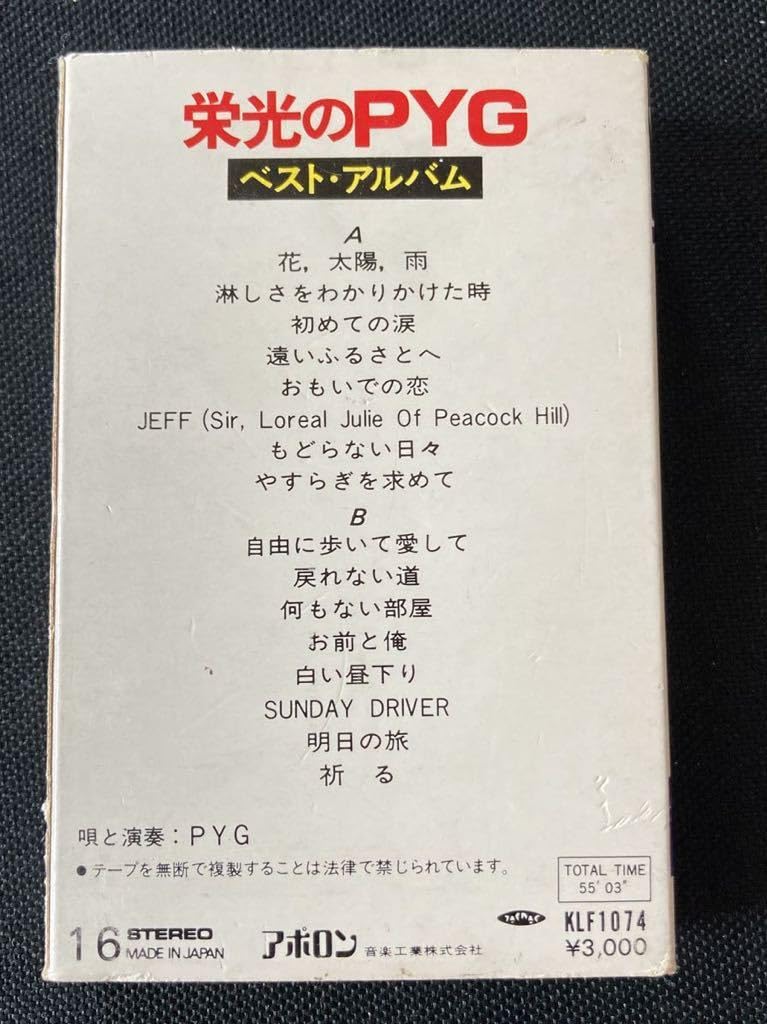 栄光のPYG
ベスト・アルバム
A
花，太陽，雨
淋しさをわかりかけた時
初めての涙
遠いふるさとへ
おもいでの恋
JEFF (Sir, Loreal Julie Of Peacock Hill)
もどらない日々
やすらぎを求めて
B
自由に歩いて愛して
戻れない道
何もない部屋
お前と俺
白い昼下り
SUNDAY DRIVER
明日の旅
祈る
唄と演奏：PYG
●テープを無断で複製することは法律で禁じられています。
TOTAL TIME
55′03″
16 STEREO
MADE IN JAPAN
アポロン 音楽工業株式会社
KLF1074
¥3,000